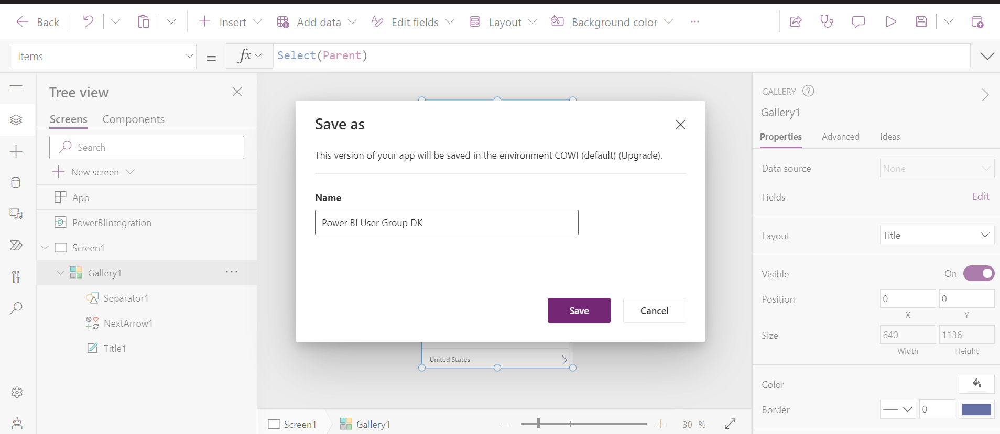 Back
Insert
Add data
Edit fields
Layout
Background color
Items
=
fx
Select(Parent)
Tree view
Screens
Components
Search
New screen
App
PowerBIIntegration
Screen1
Gallery1
Separator1
NextArrow1
Title1
Save as
This version of your app will be saved in the environment COWI (default) (Upgrade).
Name
Power BI User Group DK
Save
Cancel
United States
Screen1
Gallery1
30 %
GALLERY
Gallery1
Properties
Advanced
Ideas
Data source
None
Fields
Edit
Layout
Title
Visible
On
Position
0
0
X
Y
Size
640
1136
Width
Height
Color
Border
0